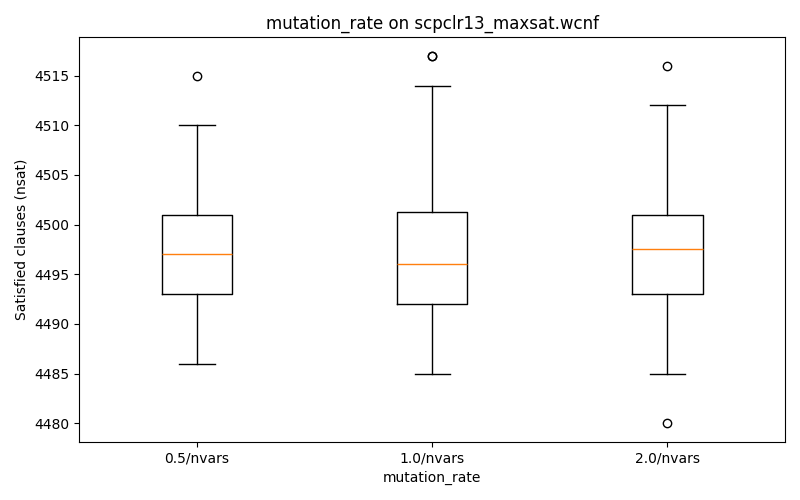 mutation_rate on scpclr13_maxsat.wcnf
Satisfied clauses (nsat)
4515
4510
4505
4500
4495
4490
4485
4480
0.5/nvars
1.0/nvars
2.0/nvars
mutation_rate